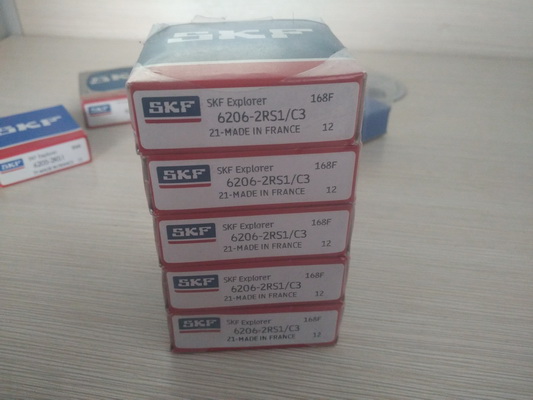 SKF
SKF SKF Explorer 168F
6206-2RS1/C3
21-MADE IN FRANCE 12
SKF SKF Explorer 168F
6206-2RS1/C3
21-MADE IN FRANCE 12
SKF SKF Explorer 168F
6206-2RS1/C3
21-MADE IN FRANCE 12
SKF SKF Explorer 168F
6206-2RS1/C3
21-MADE IN FRANCE 12
SKF SKF Explorer 168F
6206-2RS1/C3
21-MADE IN FRANCE 12
SKF
SKF SKF Explorer
SKF